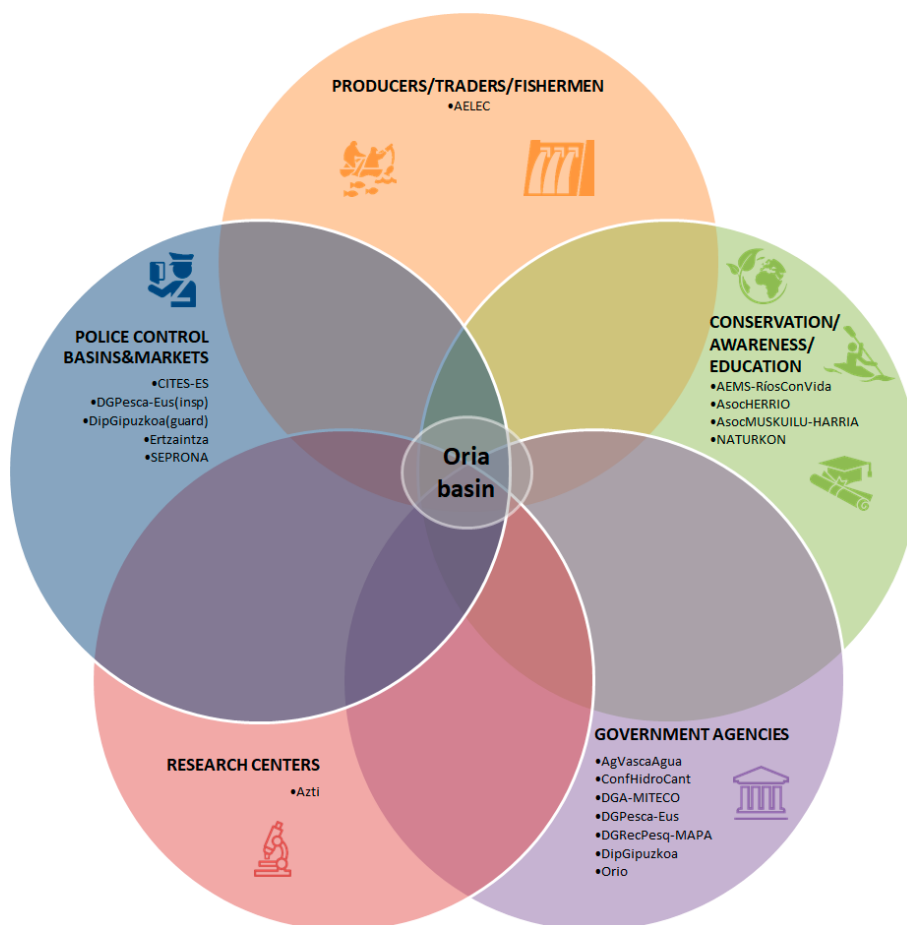 PRODUCERS/TRADERS/FISHERMEN
•AELEC
POLICE CONTROL
BASINS&MARKETS
•CITES-ES
•DGPesca-Eus(insp)
•DipGipuzkoa(guard)
•Ertzaintza
•SEPRONA
CONSERVATION/
AWARENESS/
EDUCATION
•AEMS-RíosConVida
•AsocHERRIO
•AsocMUSKUILU-HARRIA
•NATURKON
Oria
basin
RESEARCH CENTERS
•Azti
GOVERNMENT AGENCIES
•AgVascaAgua
•ConfHidroCant
•DGA-MITECO
•DGPesca-Eus
•DGRecPesq-MAPA
•DipGipuzkoa
•Orio